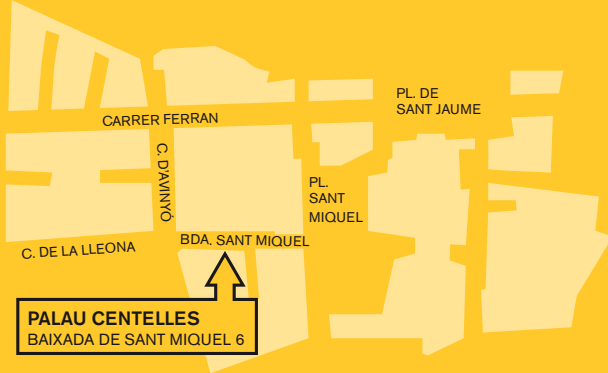 PL. DE
SANT JAUME
CARRER FERRAN
C. D'AVINYÓ
PL.
SANT
MIQUEL
BDA. SANT MIQUEL
C. DE LA LLEONA
PALAU CENTELLES
BAIXADA DE SANT MIQUEL 6